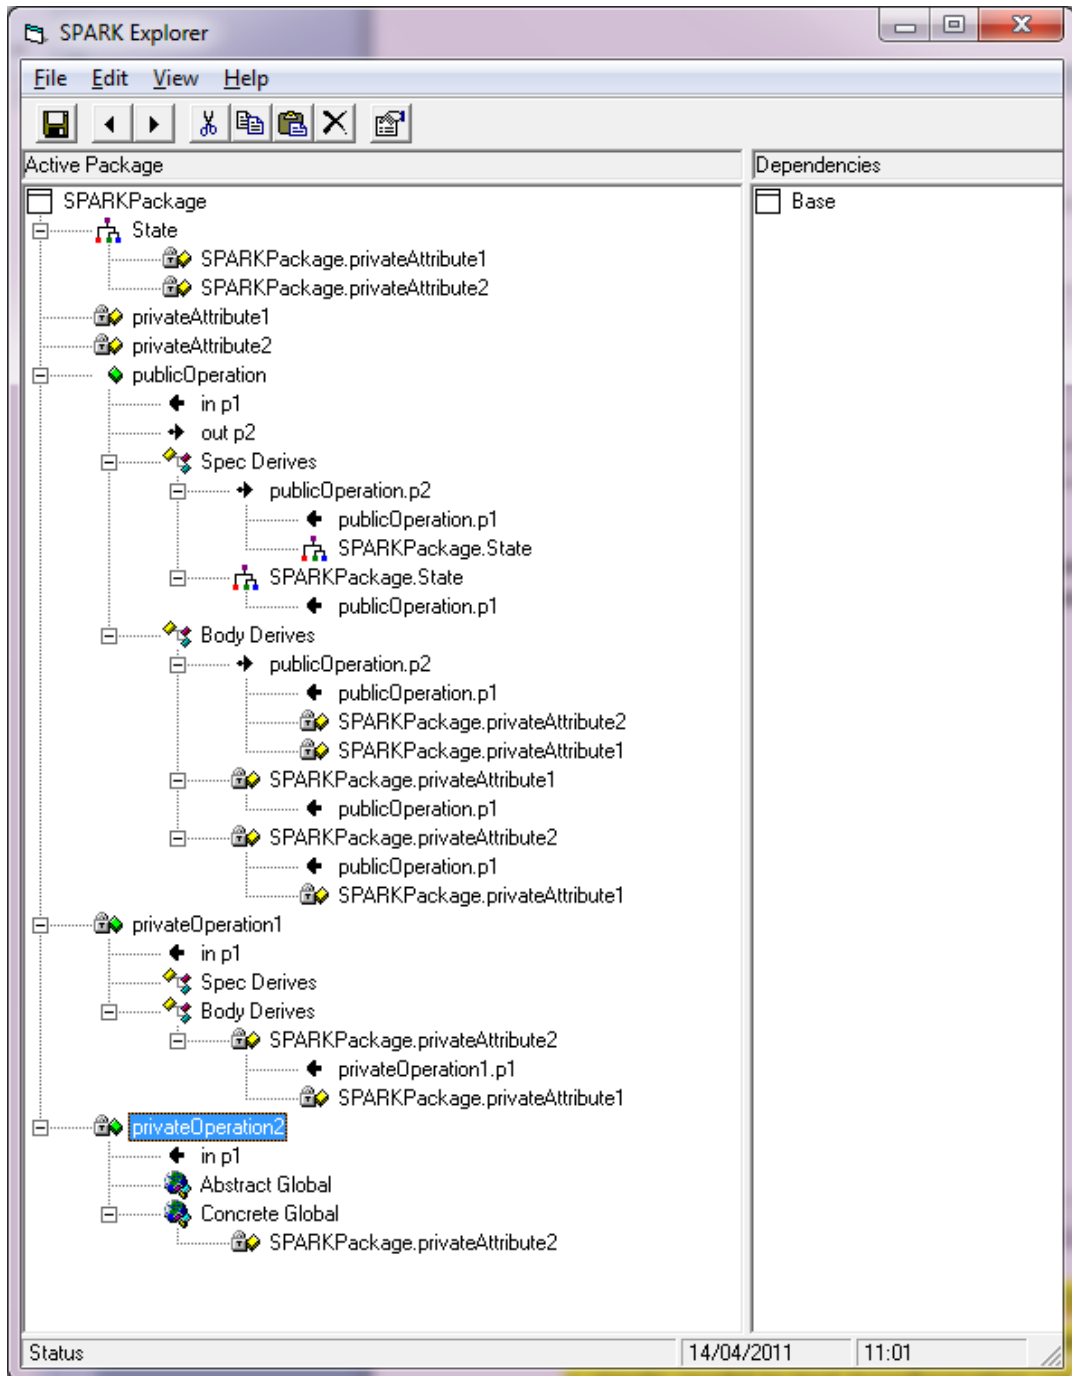 SPARK Explorer
File Edit View Help
Active Package
Dependencies
SPARKPackage
Base
State
SPARKPackage.privateAttribute1
SPARKPackage.privateAttribute2
privateAttribute1
privateAttribute2
publicOperation
in p1
out p2
Spec Derives
publicOperation.p2
publicOperation.p1
SPARKPackage.State
SPARKPackage.State
publicOperation.p1
Body Derives
publicOperation.p2
publicOperation.p1
SPARKPackage.privateAttribute2
SPARKPackage.privateAttribute1
SPARKPackage.privateAttribute1
publicOperation.p1
SPARKPackage.privateAttribute2
publicOperation.p1
SPARKPackage.privateAttribute1
privateOperation1
in p1
Spec Derives
Body Derives
SPARKPackage.privateAttribute2
privateOperation1.p1
SPARKPackage.privateAttribute1
privateOperation2
in p1
Abstract Global
Concrete Global
SPARKPackage.privateAttribute2
Status 14/04/2011 11:01